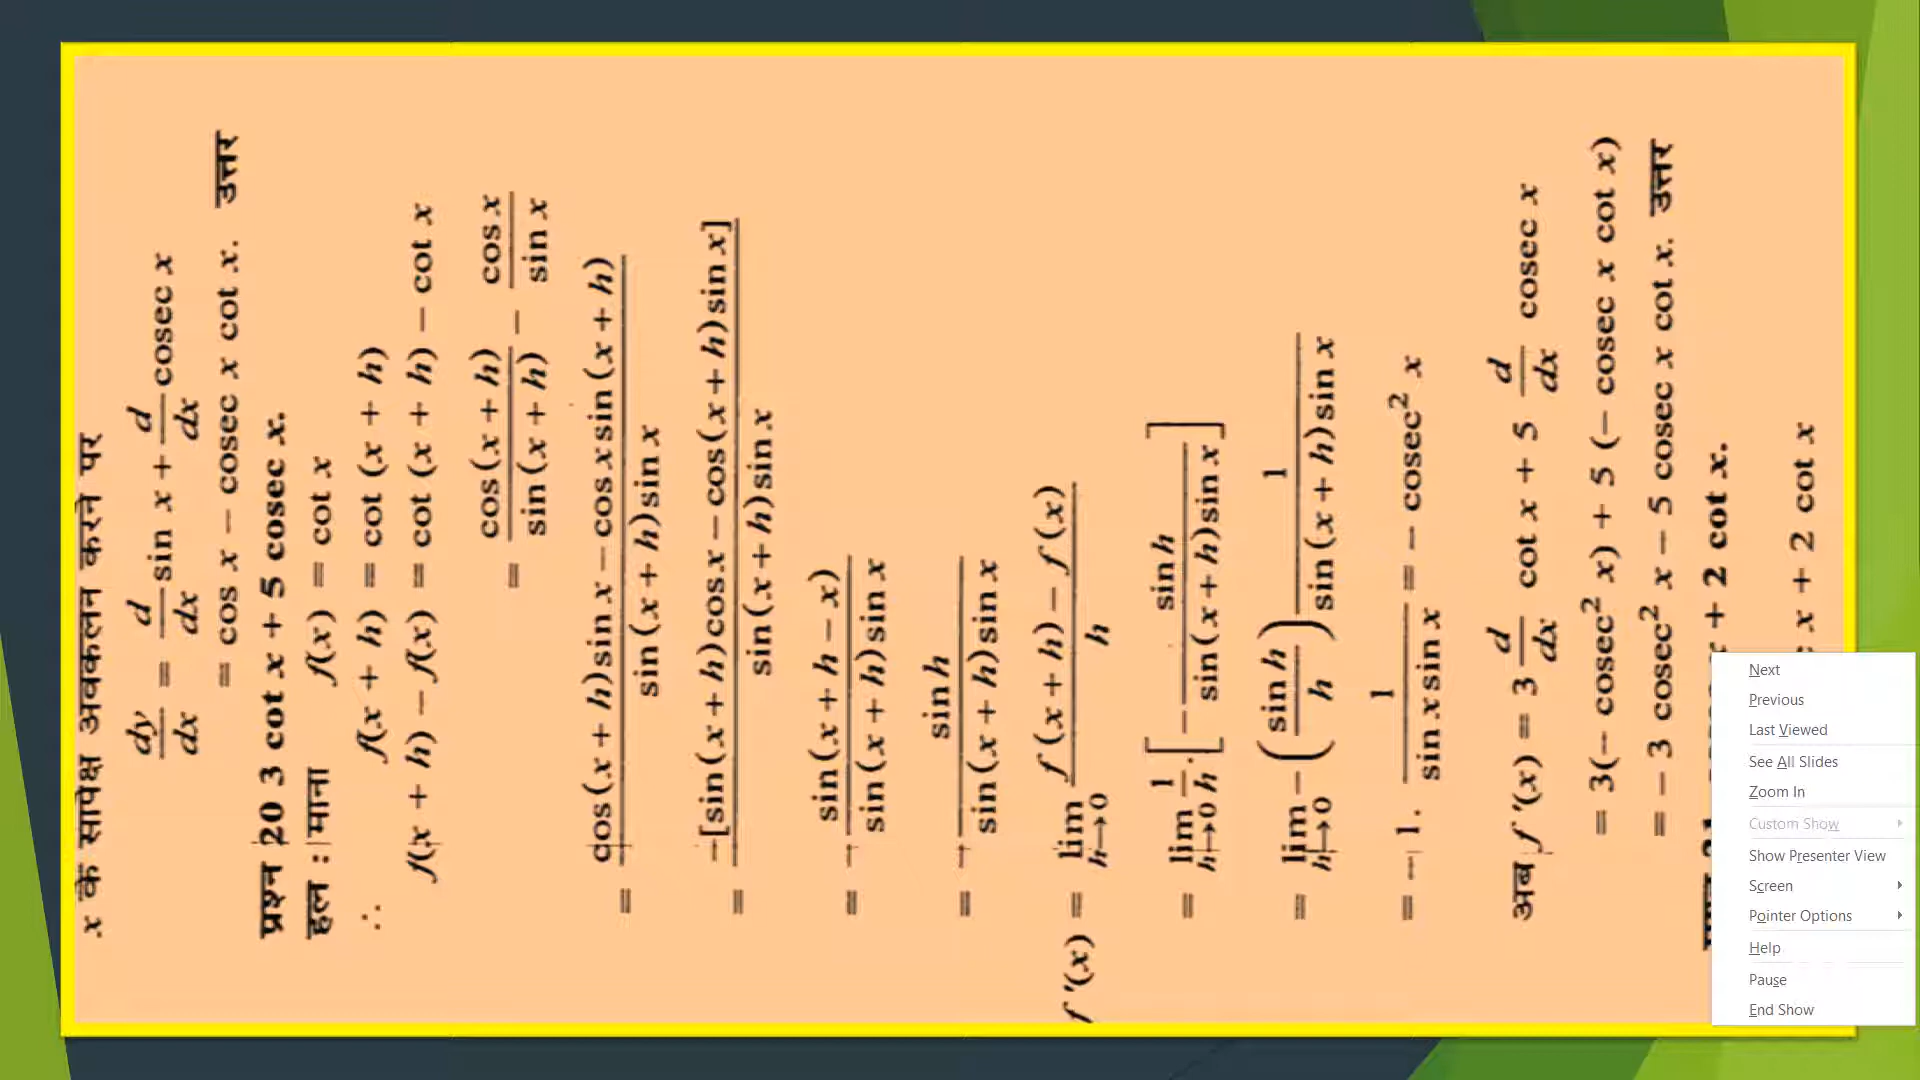 x के सापेक्ष अवकलन करने पर
dy/dx = d/dx sin x + d/dx cosec x
= cos x − cosec x cot x. उत्तर
प्रश्न 20 3 cot x + 5 cosec x.
हल : माना f(x) = cot x
∴ f(x + h) = cot (x + h)
f(x + h) − f(x) = cot (x + h) − cot x
= cos (x + h)/sin (x + h) − cos x/sin x
= cos (x + h) sin x − cos x sin (x + h)/sin (x + h) sin x
= −[sin (x + h) cos x − cos (x + h) sin x]/sin (x + h) sin x
= − sin (x + h − x)/sin (x + h) sin x
= − sin h/sin (x + h) sin x
f '(x) = lim h→0 f (x + h) − f (x)/h
= lim h→0 1/h . [− sin h/sin (x + h) sin x]
= lim h→0 − (sin h/h) 1/sin (x + h) sin x
= − 1. 1/sin x sin x = − cosec² x
अब f '(x) = 3 d/dx cot x + 5 d/dx cosec x
= 3(− cosec² x) + 5 (− cosec x cot x)
= − 3 cosec² x − 5 cosec x cot x. उत्तर
+ 2 cot x.
x + 2 cot x
Next
Previous
Last Viewed
See All Slides
Zoom In
Custom Show
Show Presenter View
Screen
Pointer Options
Help
Pause
End Show